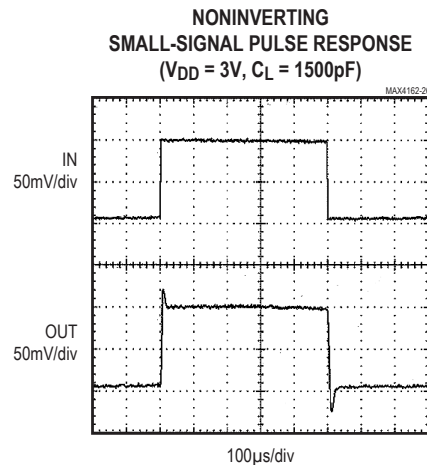 NONINVERTING
SMALL-SIGNAL PULSE RESPONSE
(VDD = 3V, CL = 1500pF)
IN
50mV/div
OUT
50mV/div
100µs/div